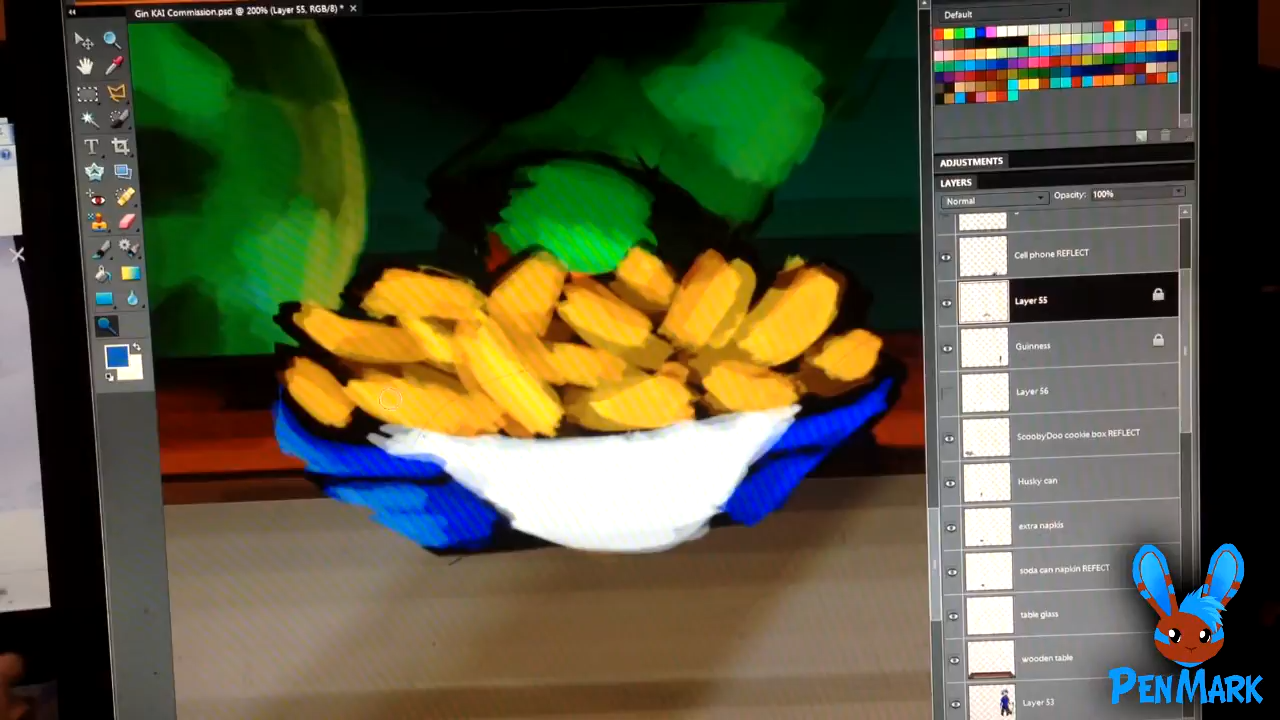 Gin KAI Commission.psd @ 200% (Layer 55, RGB/8) *
Default
ADJUSTMENTS
LAYERS
Normal
Opacity: 100%
Cell phone REFLECT
Layer 55
Guinness
Layer 56
ScoobyDoo cookie box REFLECT
Husky can
extra napkis
soda can napkin REFECT
table glass
wooden table
Layer 53
PENMARK